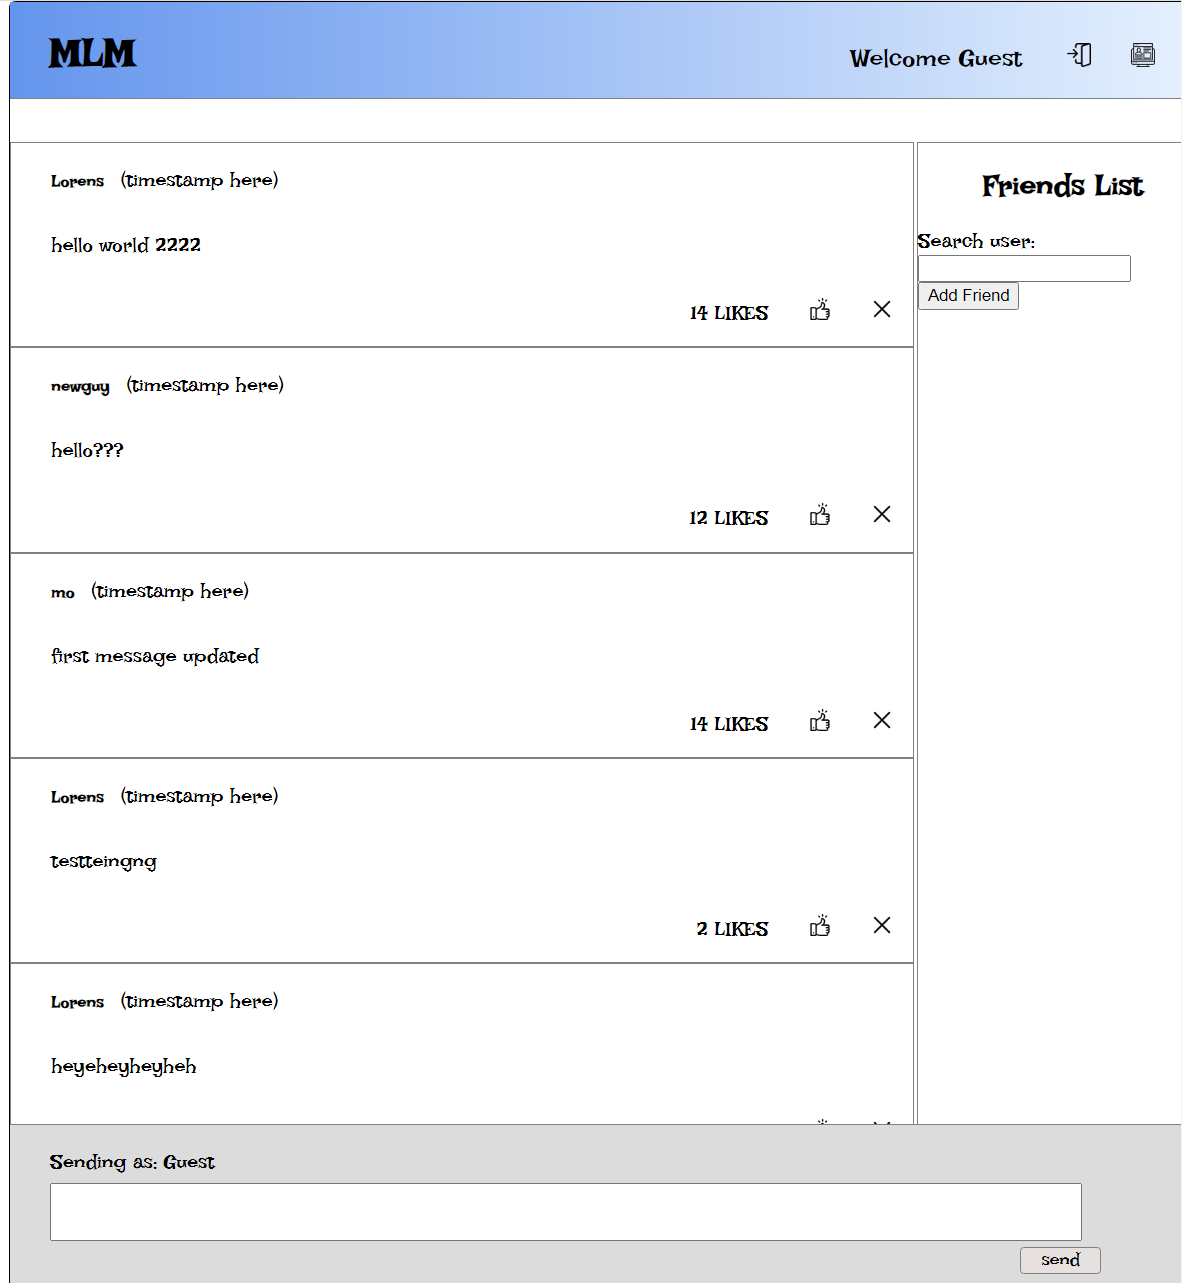 MLM
Welcome Guest
Lorens (timestamp here)
hello world 2222
14 LIKES
newguy (timestamp here)
hello???
12 LIKES
mo (timestamp here)
first message updated
14 LIKES
Lorens (timestamp here)
testteingng
2 LIKES
Lorens (timestamp here)
heyeheyheyheh
Friends List
Search user:
Add Friend
Sending as: Guest
send